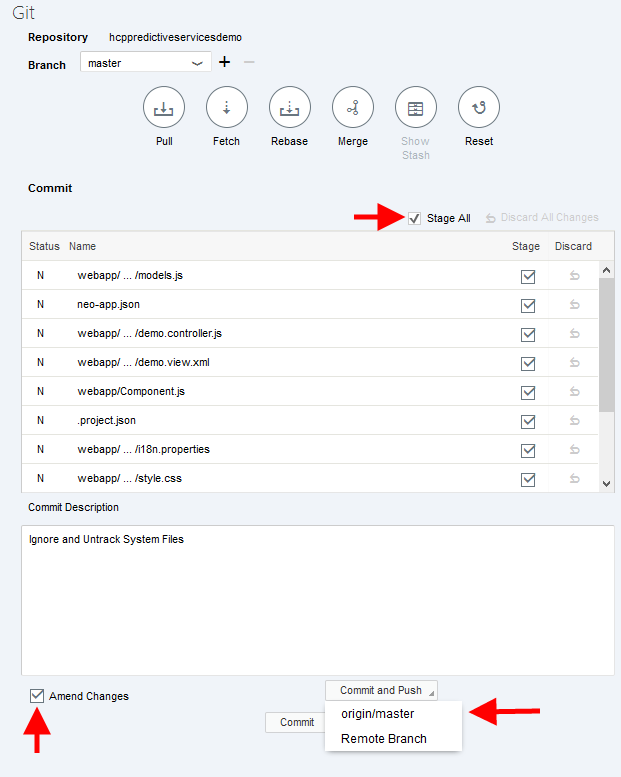 Git
Repository hcppredictiveservicesdemo
Branch master
Pull Fetch Rebase Merge Show Stash Reset
Commit
Stage All Discard All Changes
Status Name Stage Discard
N webapp/ ... /models.js
N neo-app.json
N webapp/ ... /demo.controller.js
N webapp/ ... /demo.view.xml
N webapp/Component.js
N .project.json
N webapp/ ... /i18n.properties
N webapp/ ... /style.css
Commit Description
Ignore and Untrack System Files
Amend Changes Commit and Push
origin/master
Commit
Remote Branch